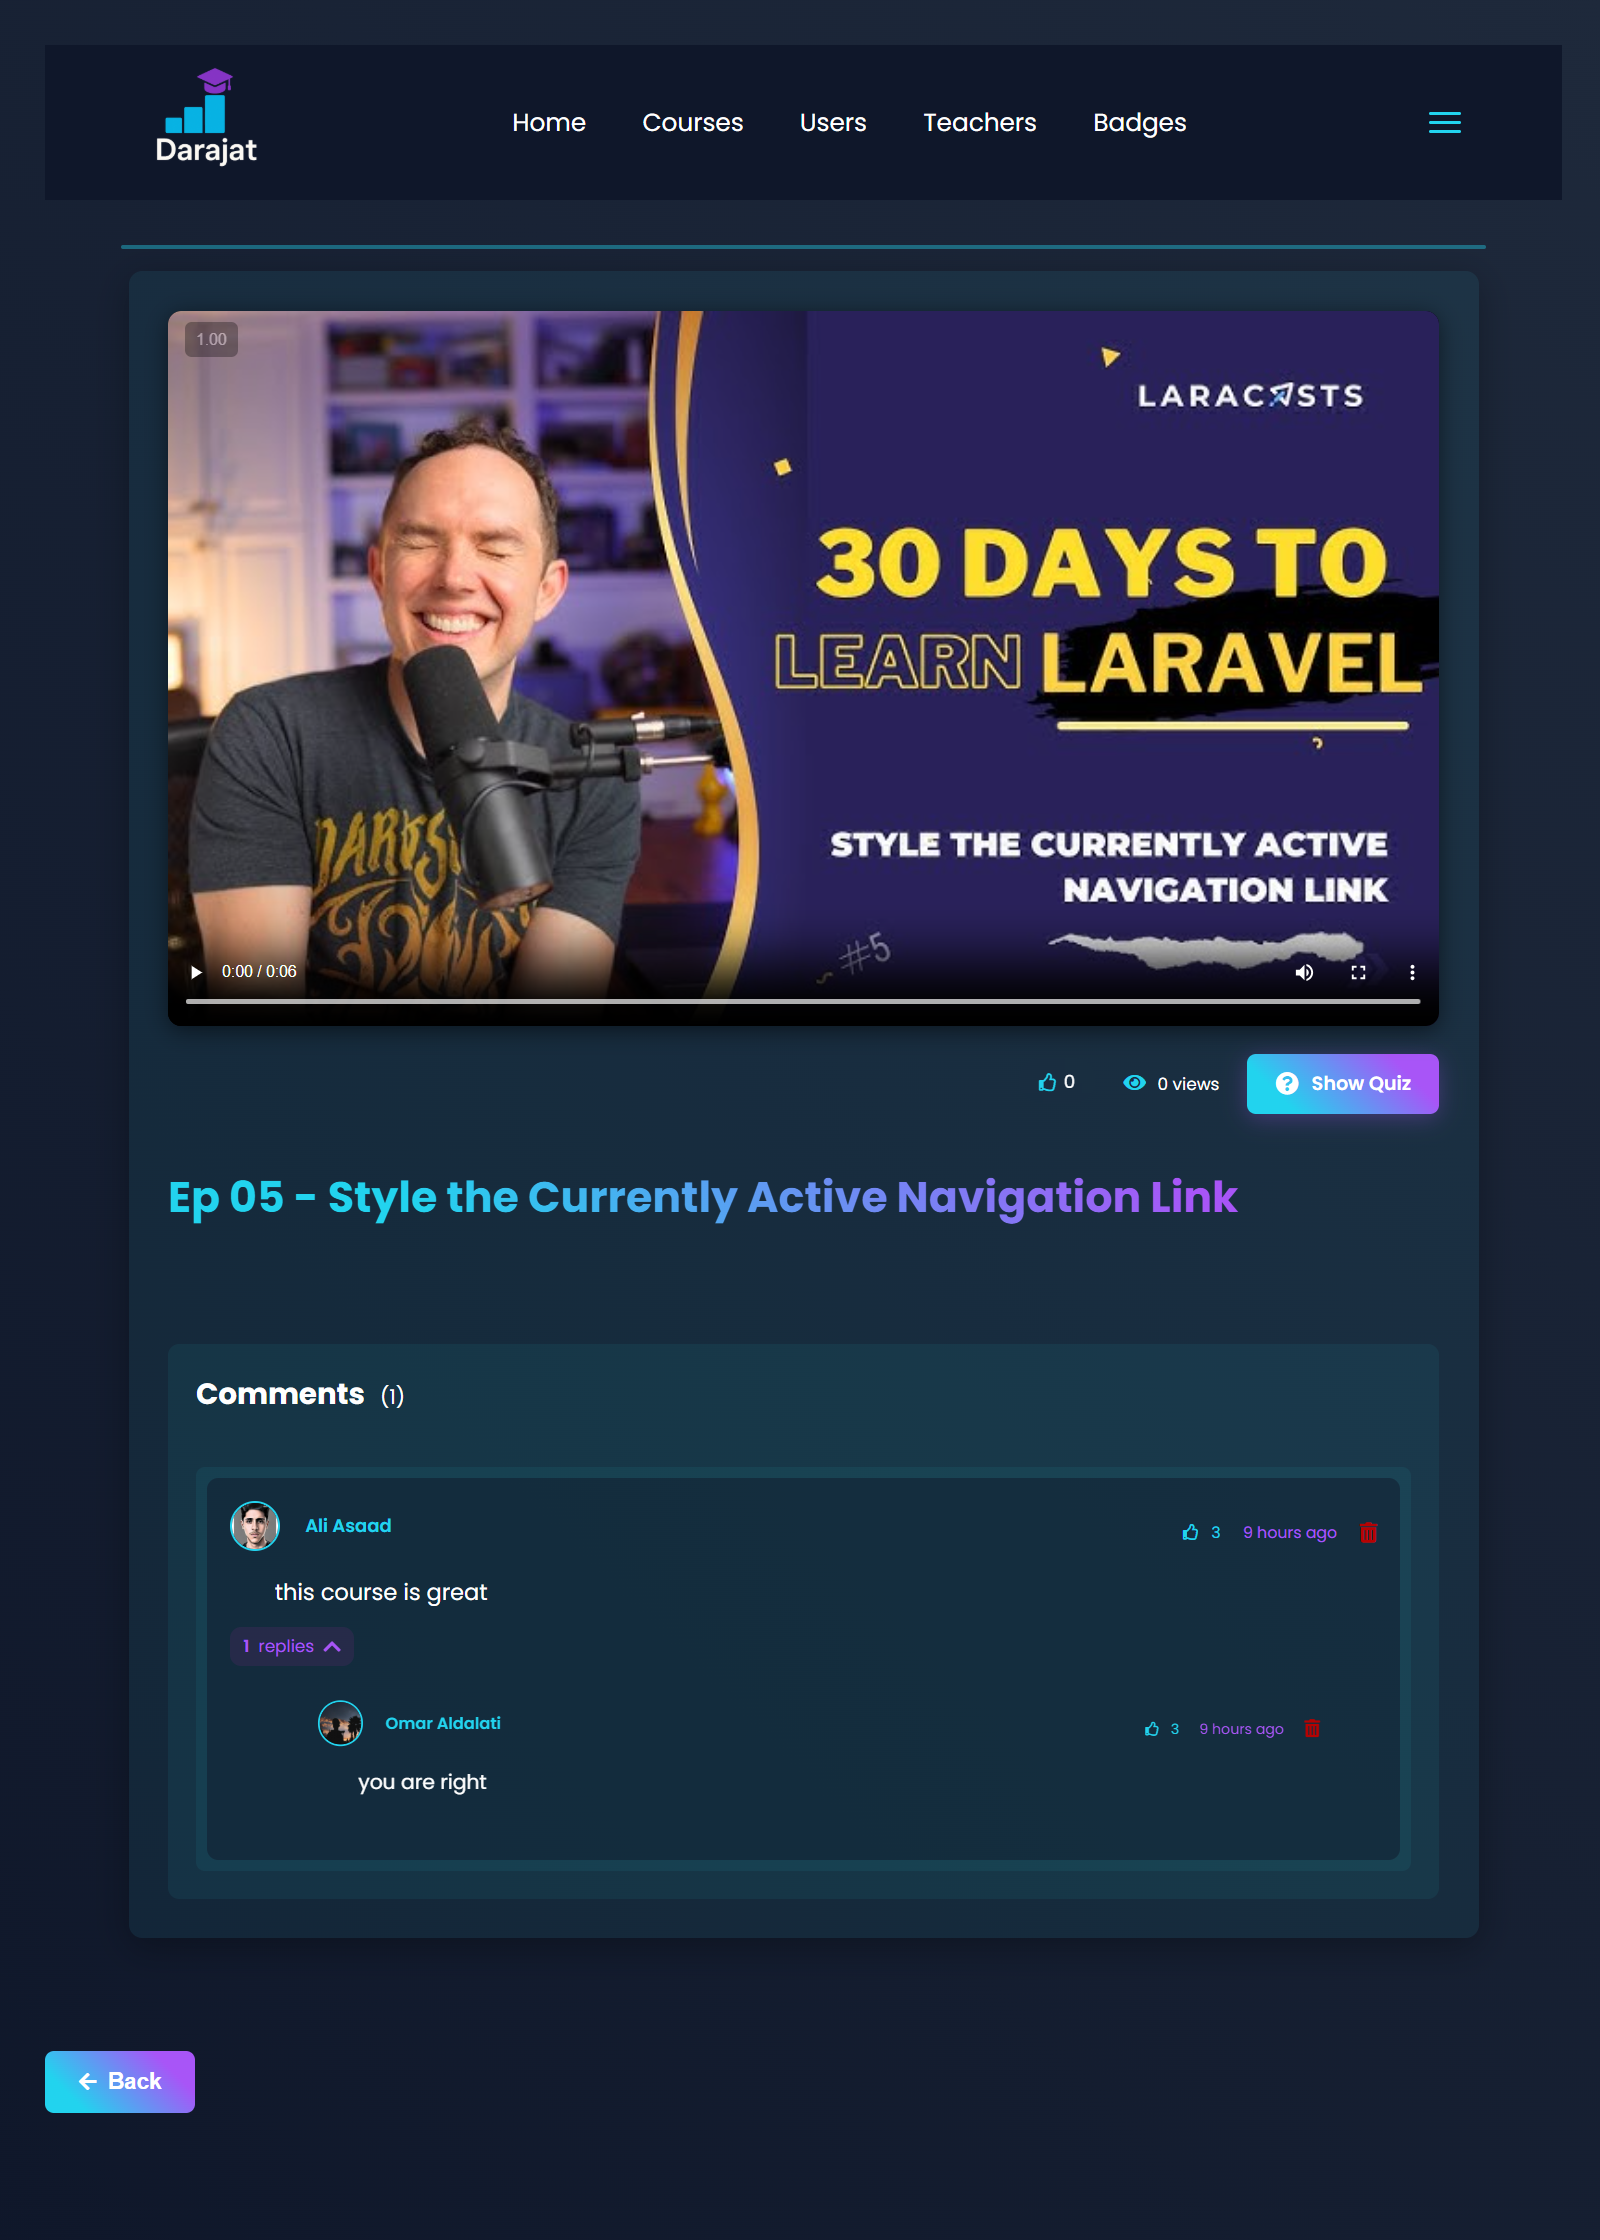 Darajat
Home
Courses
Users
Teachers
Badges
1.00
LARACASTS
30 DAYS TO
LEARN LARAVEL
STYLE THE CURRENTLY ACTIVE
NAVIGATION LINK
#5
0:00 / 0:06
0
0 views
Show Quiz
Ep 05 - Style the Currently Active Navigation Link
Comments (1)
Ali Asaad
3
9 hours ago
this course is great
1 replies
Omar Aldalati
3
9 hours ago
you are right
Back